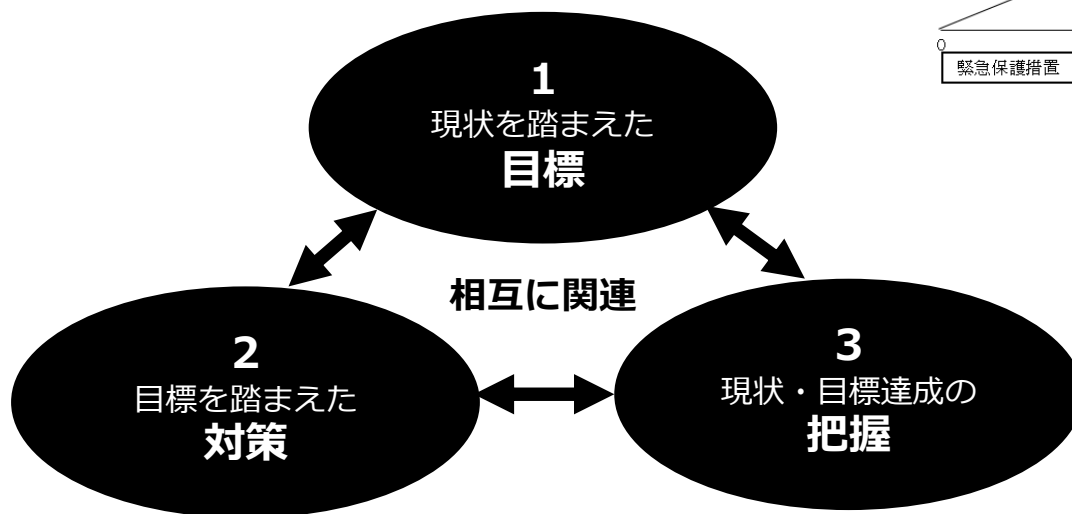 0
緊急保護措置
1
現状を踏まえた
目標
相互に関連
2
目標を踏まえた
対策
3
現状・目標達成の
把握